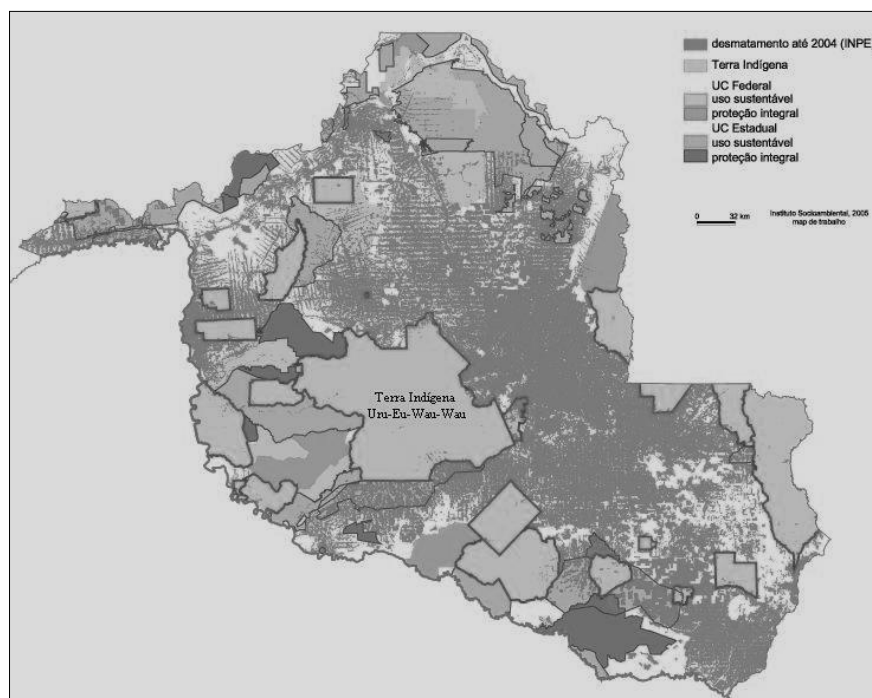 desmatamento até 2004 (INPE)
Terra Indígena
UC Federal
uso sustentável
proteção integral
UC Estadual
uso sustentável
proteção integral
0 32 km
Instituto Socioambiental, 2005
map de trabalho
Terra Indígena
Uru-Eu-Wau-Wau